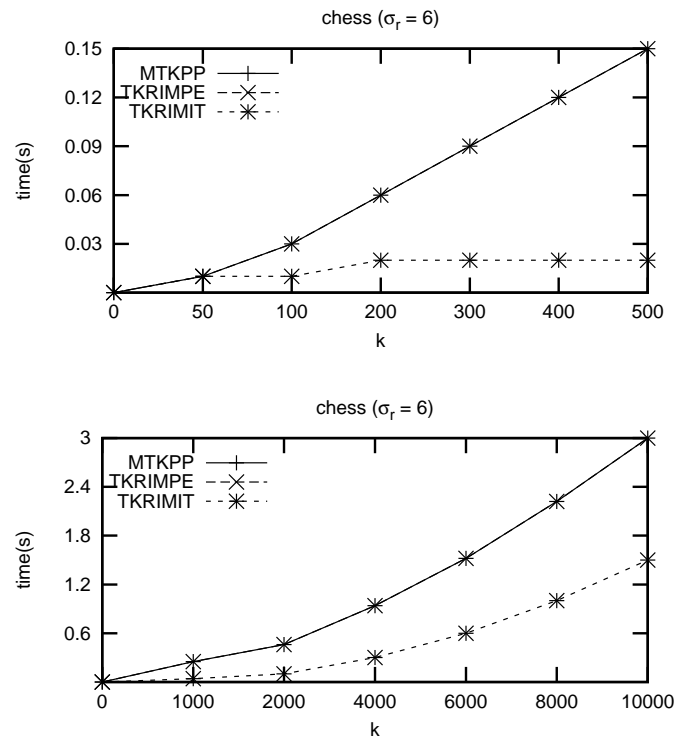 chess (σr = 6)
0.15
0.12
0.09
0.06
0.03
time(s)
MTKPP
TKRIMPE
TKRIMIT
0 50 100 200 300 400 500
k
chess (σr = 6)
3
2.4
1.8
1.2
0.6
time(s)
MTKPP
TKRIMPE
TKRIMIT
0 1000 2000 4000 6000 8000 10000
k